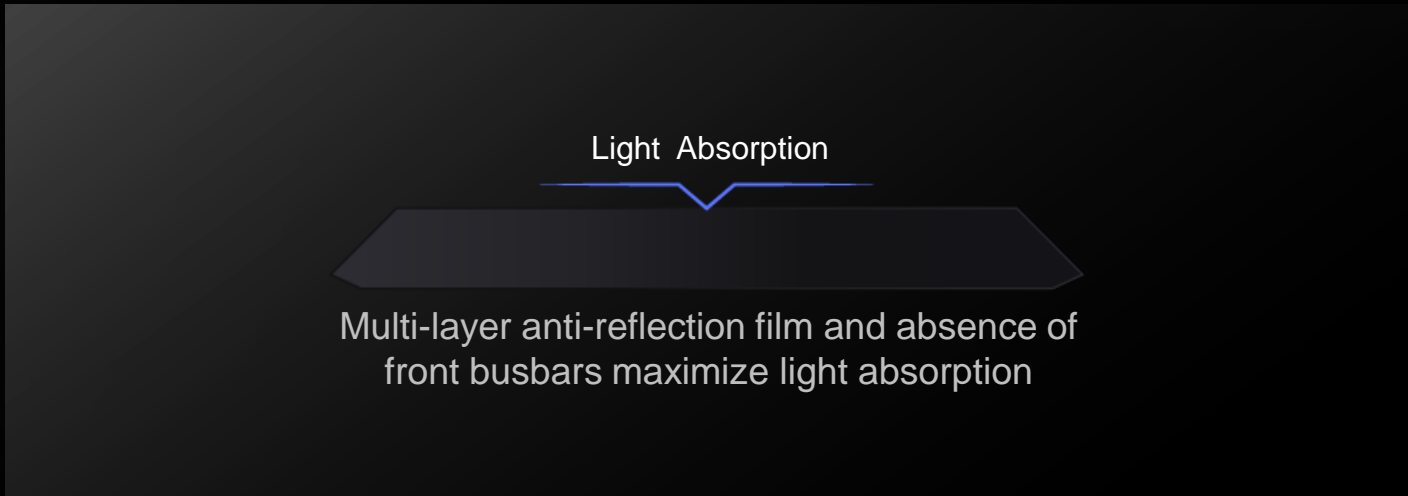 Light Absorption
Multi-layer anti-reflection film and absence of
front busbars maximize light absorption